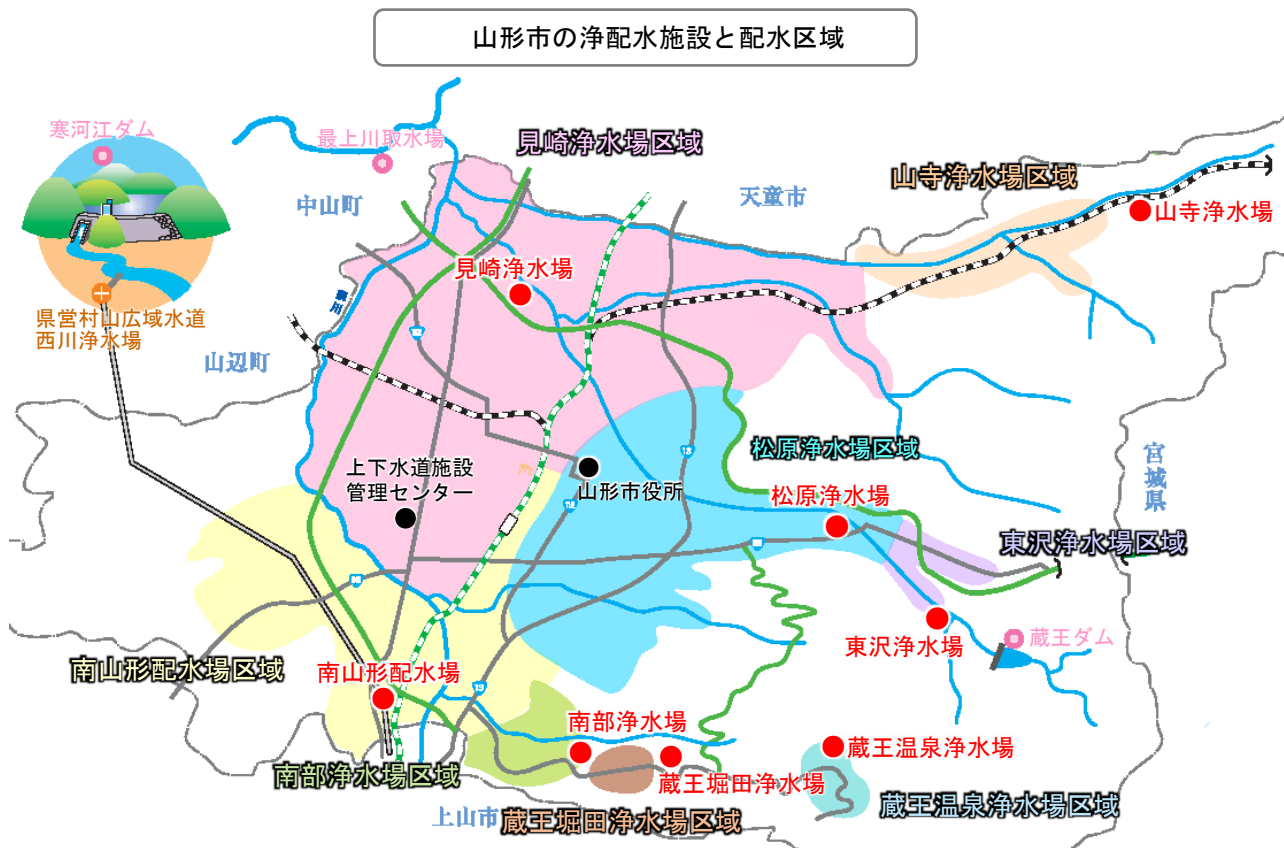 山形市の浄配水施設と配水区域
寒河江ダム
最上川取水場
見崎浄水場区域
中山町
天童市
山寺浄水場区域
山寺浄水場
見崎浄水場
県営村山広域水道
西川浄水場
山辺町
松原浄水場区域
宮城県
上下水道施設
管理センター
山形市役所
松原浄水場
東沢浄水場区域
東沢浄水場
蔵王ダム
南山形配水場区域
南山形配水場
南部浄水場
蔵王温泉浄水場
南部浄水場区域
蔵王堀田浄水場
上山市
蔵王堀田浄水場区域
蔵王温泉浄水場区域
13
13